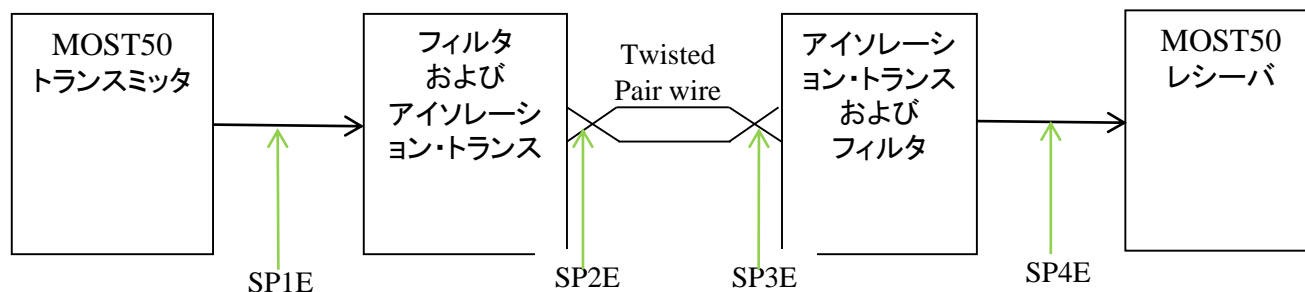 MOST50
トランスミッタ
フィルタ
および
アイソレーシ
ョン・トランス
Twisted
Pair wire
アイソレーシ
ョン・トランス
および
フィルタ
MOST50
レシーバ
SP1E
SP2E
SP3E
SP4E